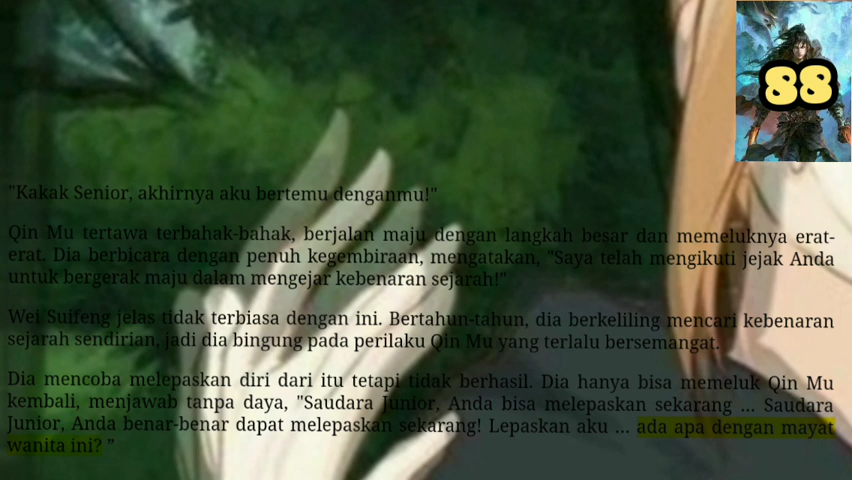 88
"Kakak Senior, akhirnya aku bertemu denganmu!"
Qin Mu tertawa terbahak-bahak, berjalan maju dengan langkah besar dan memeluknya erat-
erat. Dia berbicara dengan penuh kegembiraan, mengatakan, "Saya telah mengikuti jejak Anda
untuk bergerak maju dalam mengejar kebenaran sejarah!"
Wei Suifeng jelas tidak terbiasa dengan ini. Bertahun-tahun, dia berkeliling mencari kebenaran
sejarah sendirian, jadi dia bingung pada perilaku Qin Mu yang terlalu bersemangat.
Dia mencoba melepaskan diri dari itu tetapi tidak berhasil. Dia hanya bisa memeluk Qin Mu
kembali, menjawab tanpa daya, "Saudara Junior, Anda bisa melepaskan sekarang ... Saudara
Junior, Anda benar-benar dapat melepaskan sekarang! Lepaskan aku ... ada apa dengan mayat
wanita ini? "